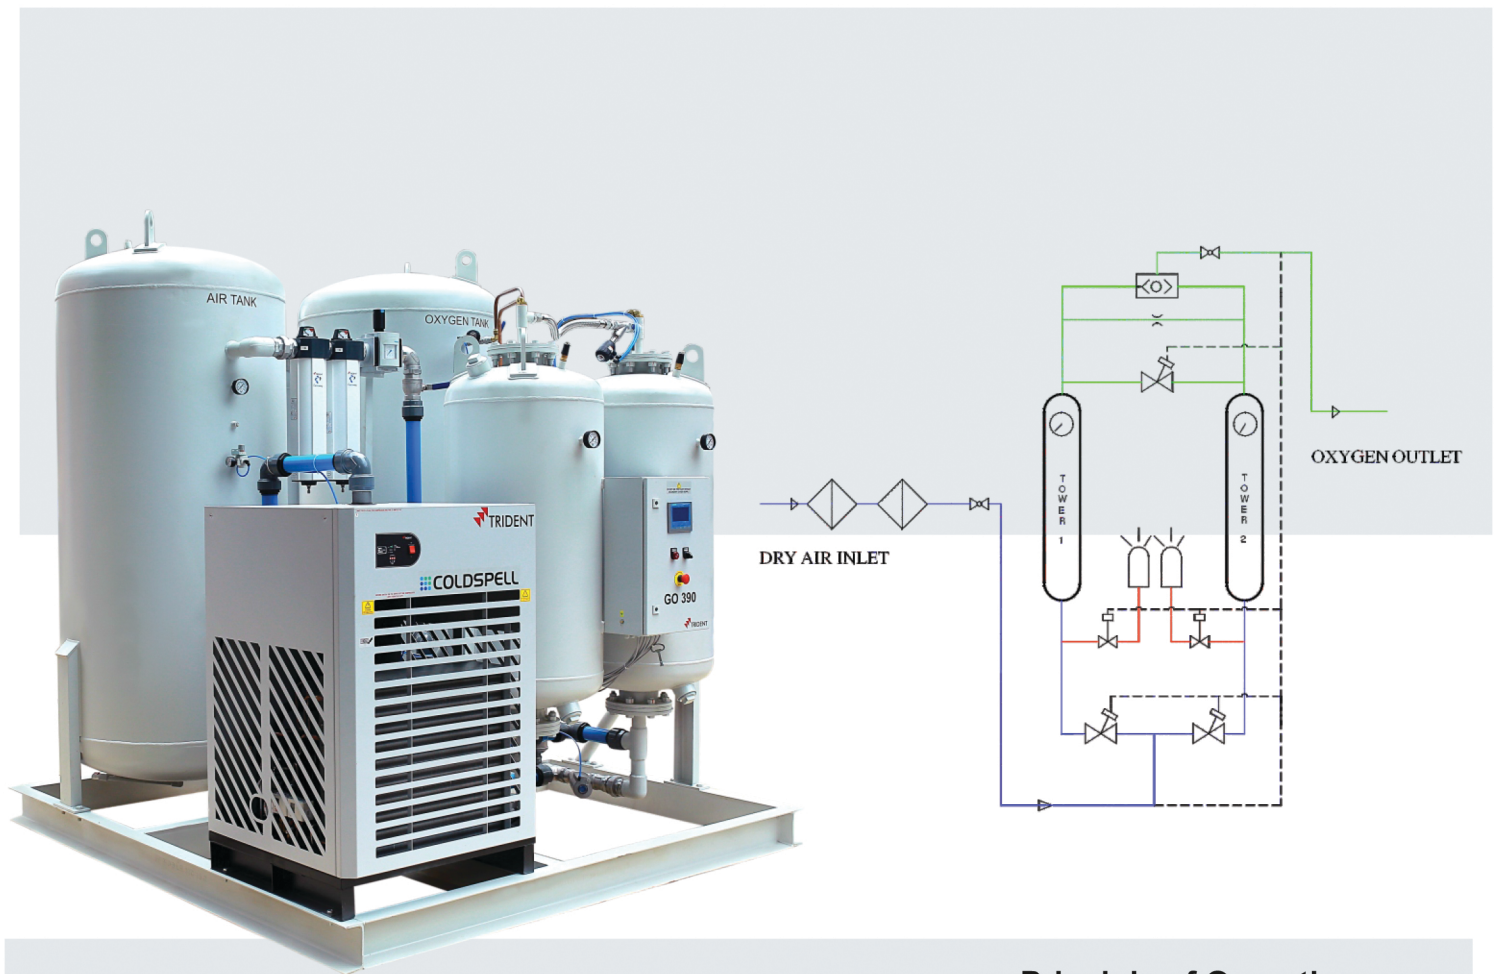 AIR TANK
OXYGEN TANK
TRIDENT
COLDSPELL
GO 390
TRIDENT
DRY AIR INLET
TOWER 1
TOWER 2
OXYGEN OUTLET